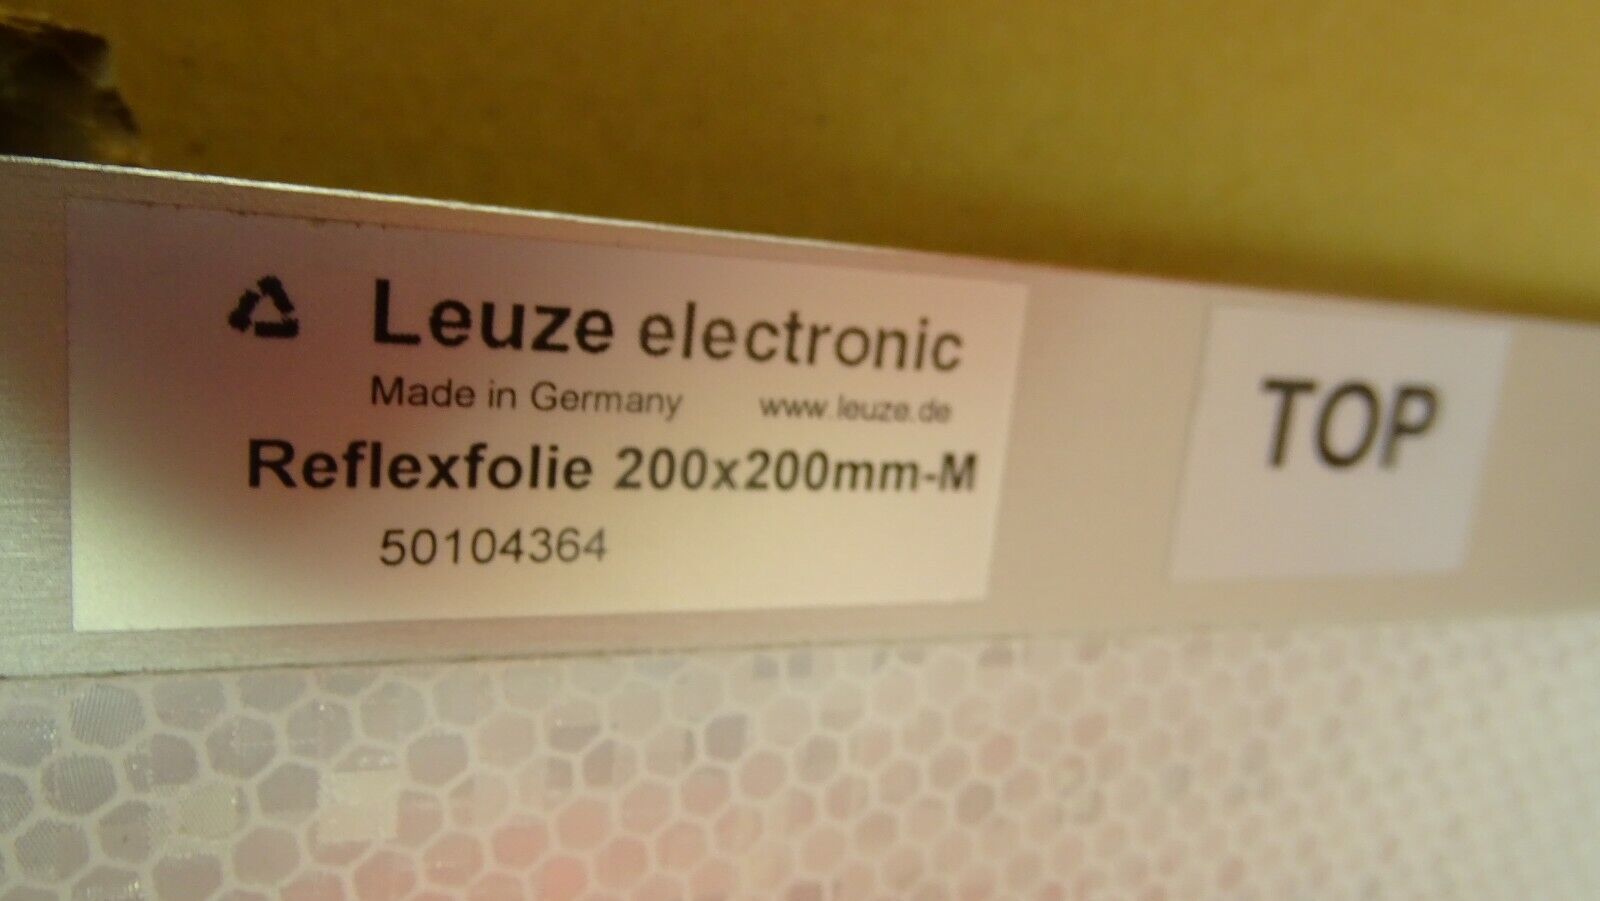 Leuze electronic
Made in Germany www.leuze.de
Reflexfolie 200x200mm-M
50104364
TOP